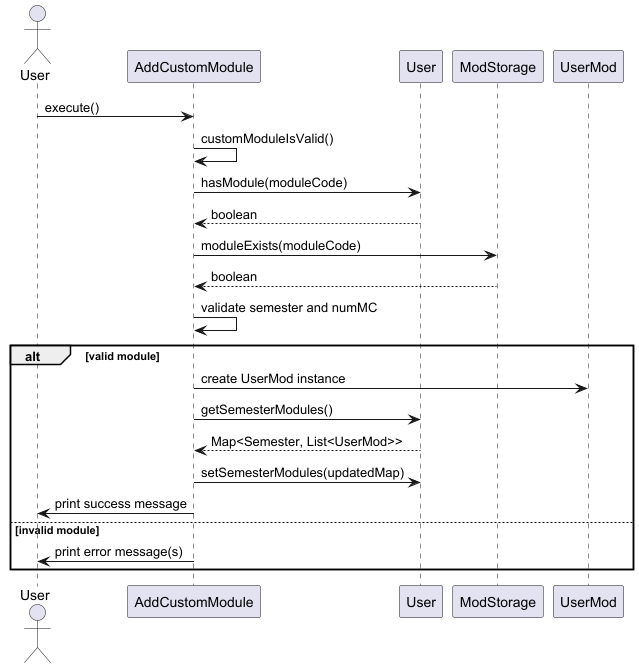 User
AddCustomModule
User
ModStorage
UserMod
execute()
customModuleIsValid()
hasModule(moduleCode)
boolean
moduleExists(moduleCode)
boolean
validate semester and numMC
alt
[valid module]
create UserMod instance
getSemesterModules()
Map<Semester, List<UserMod>>
setSemesterModules(updatedMap)
print success message
[invalid module]
print error message(s)
User
AddCustomModule
User
ModStorage
UserMod